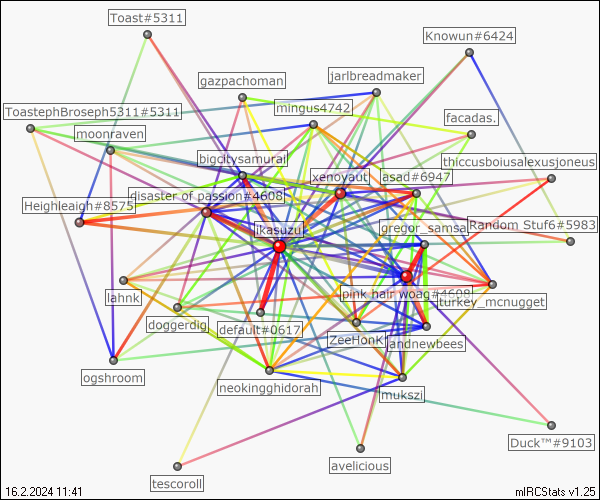 Toast#5311
Knowun#6424
gazpachoman
jarlbreadmaker
ToastephBroseph5311#5311
mingus4742
facadas.
moonraven
bigcitysamurai
thiccusboiusalexusjoneus
xenoyaut
asad#6947
disaster of passion#4608
Heighleaigh#8575
ikasuzu
gregor_samsa
Random_Stuf6#5983
lahnk
pink hair woag#4608
turkey_mcnugget
doggerdig
default#0617
ZeeHonk
andnewbees
ogshroom
neokingghidorah
mukszi
Duck™#9103
avelicious
tescoroll
16.2.2024 11:41
mIRCStats v1.25